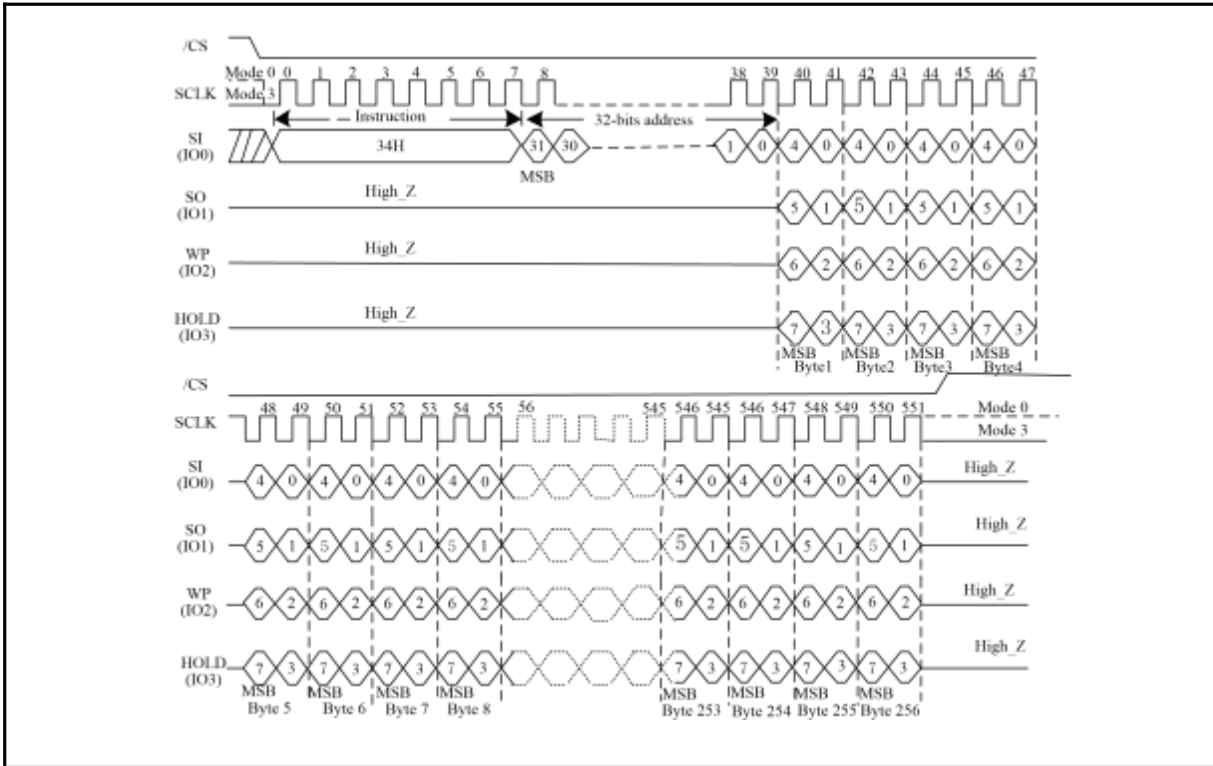 /CS
Mode 0 0 1 2 3 4 5 6 7 8 38 39 40 41 42 43 44 45 46 47
SCLK Mode 3
Instruction 32-bits address
SI
(IO0) 34H 31 30 1 0 4 0 4 0 4 0 4 0
MSB
High_Z
SO
(IO1) 5 1 5 1 5 1 5 1
High_Z
WP
(IO2) 6 2 6 2 6 2 6 2
High_Z
HOLD
(IO3) 7 3 7 3 7 3 7 3
MSB MSB MSB MSB
Byte1 Byte2 Byte3 Byte4
/CS
48 49 50 51 52 53 54 55 56 545 546 545 546 547 548 549 550 551 Mode 0
SCLK Mode 3
SI
(IO0) 4 0 4 0 4 0 4 0 4 0 4 0 4 0 4 0 High_Z
SO
(IO1) 5 1 5 1 5 1 5 1 5 1 5 1 5 1 5 1 High_Z
WP
(IO2) 6 2 6 2 6 2 6 2 6 2 6 2 6 2 6 2 High_Z
HOLD
(IO3) 7 3 7 3 7 3 7 3 7 3 7 3 7 3 7 3 High_Z
MSB MSB MSB MSB MSB MSB MSB MSB
Byte 5 Byte 6 Byte 7 Byte 8 Byte 253 Byte 254 Byte 255 Byte 256